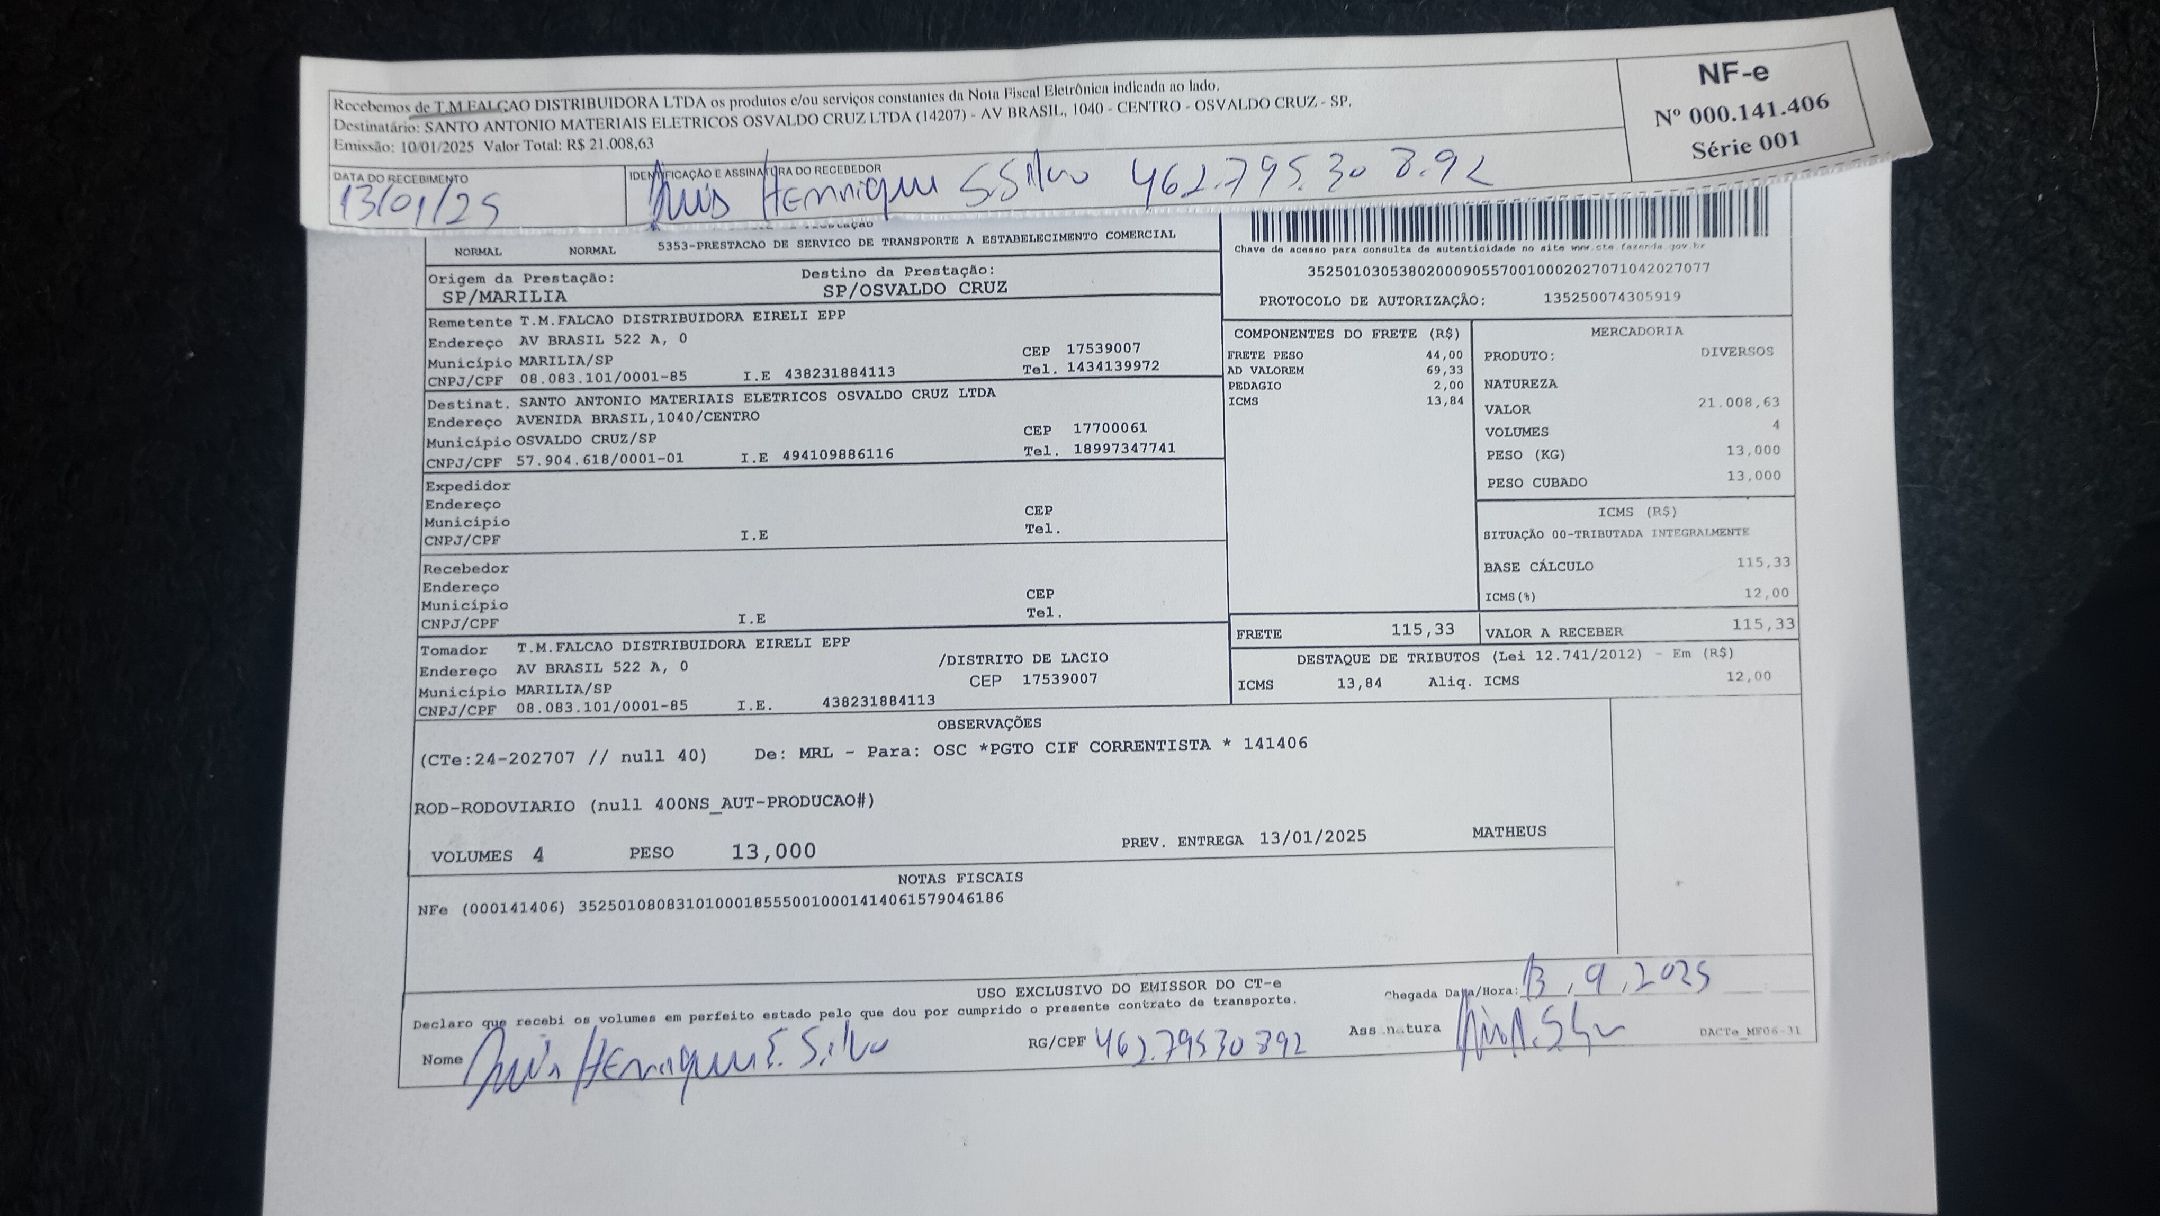 Recebemos de T.M.FALCAO DISTRIBUIDORA LTDA os produtos e/ou serviços constantes da Nota Fiscal Eletrônica indicada ao lado.
Destinatário: SANTO ANTONIO MATERIAIS ELETRICOS OSVALDO CRUZ LTDA (14207) - AV BRASIL, 1040 - CENTRO - OSVALDO CRUZ - SP.
Emissão: 10/01/2025 Valor Total: R$ 21.008,63
NF-e
Nº 000.141.406
Série 001
DATA DO RECEBIMENTO
13/01/25
IDENTIFICAÇÃO E ASSINATURA DO RECEBEDOR
Luis Henrique S. Silva 462.795.308.92
NORMAL NORMAL 5353-PRESTACAO DE SERVICO DE TRANSPORTE A ESTABELECIMENTO COMERCIAL
Origem da Prestação: Destino da Prestação:
SP/MARILIA SP/OSVALDO CRUZ
Chave de acesso para consulta de autenticidade no site www.cte.fazenda.gov.br
35250103053802000905570010002027071042027077
PROTOCOLO DE AUTORIZAÇÃO: 135250074305919
Remetente T.M.FALCAO DISTRIBUIDORA EIRELI EPP
Endereço AV BRASIL 522 A, 0
Município MARILIA/SP CEP 17539007
CNPJ/CPF 08.083.101/0001-85 I.E 438231884113 Tel. 1434139972
Destinat. SANTO ANTONIO MATERIAIS ELETRICOS OSVALDO CRUZ LTDA
Endereço AVENIDA BRASIL,1040/CENTRO
Município OSVALDO CRUZ/SP CEP 17700061
CNPJ/CPF 57.904.618/0001-01 I.E 494109886116 Tel. 18997347741
Expedidor
Endereço
Município CEP
CNPJ/CPF I.E Tel.
Recebedor
Endereço
Município CEP
CNPJ/CPF I.E Tel.
Tomador T.M.FALCAO DISTRIBUIDORA EIRELI EPP
Endereço AV BRASIL 522 A, 0 /DISTRITO DE LACIO
Município MARILIA/SP CEP 17539007
CNPJ/CPF 08.083.101/0001-85 I.E. 438231884113
COMPONENTES DO FRETE (R$)
FRETE PESO 44,00
AD VALOREM 69,33
PEDAGIO 2,00
ICMS 13,84
MERCADORIA
PRODUTO: DIVERSOS
NATUREZA
VALOR 21.008,63
VOLUMES 4
PESO (KG) 13,000
PESO CUBADO 13,000
ICMS (R$)
SITUAÇÃO 00-TRIBUTADA INTEGRALMENTE
BASE CÁLCULO 115,33
ICMS(%) 12,00
FRETE 115,33 VALOR A RECEBER 115,33
DESTAQUE DE TRIBUTOS (Lei 12.741/2012) - Em (R$)
ICMS 13,84 Aliq. ICMS 12,00
OBSERVAÇÕES
(CTe:24-202707 // null 40) De: MRL - Para: OSC *PGTO CIF CORRENTISTA * 141406
ROD-RODOVIARIO (null 400NS_AUT-PRODUCAO#)
VOLUMES 4 PESO 13,000 PREV. ENTREGA 13/01/2025 MATHEUS
NOTAS FISCAIS
NFe (000141406) 35250108083101000185550010001414061579046186
USO EXCLUSIVO DO EMISSOR DO CT-e
Declaro que recebi os volumes em perfeito estado pelo que dou por cumprido o presente contrato de transporte.
Chegada Data/Hora: 13, 9, 2025
Nome Luis Henrique S. Silva RG/CPF 462.795 30 892 Assinatura DACTe_MF06-31